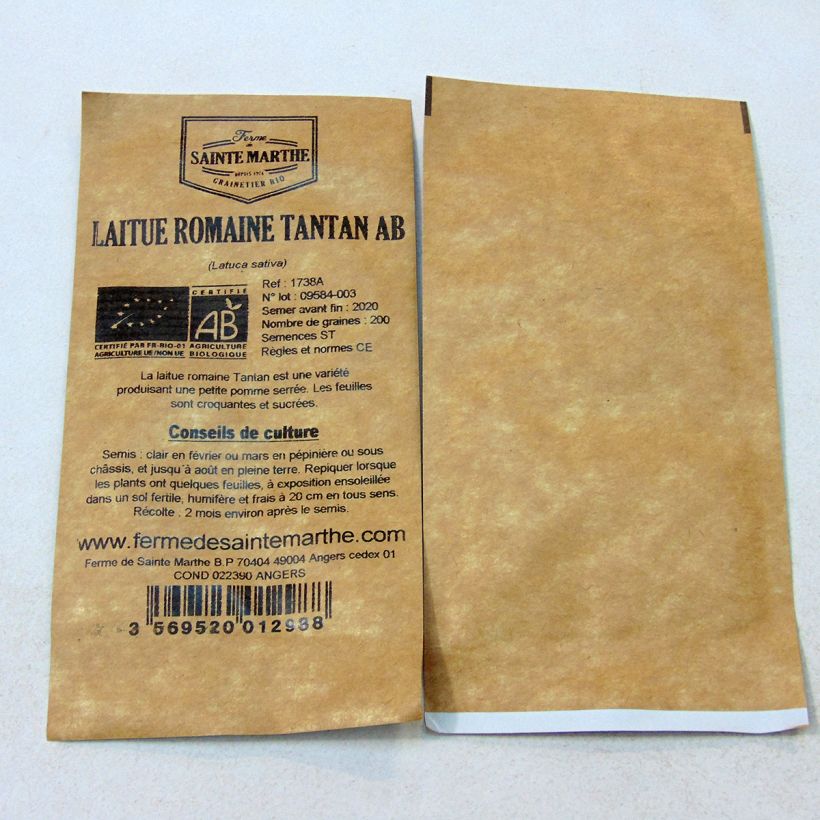 Ferme
de
SAINTE MARTHE
DEPUIS 1974
GRAINETIER BIO
LAITUE ROMAINE TANTAN AB
(Latuca sativa)
CERTIFIÉ
AB
CERTIFIÉ PAR FR-BIO-01
AGRICULTURE UE/NON UE
AGRICULTURE
BIOLOGIQUE
Ref : 1738A
N° lot : 09584-003
Semer avant fin : 2020
Nombre de graines : 200
Semences ST
Règles et normes CE
La laitue romaine Tantan est une variété
produisant une petite pomme serrée. Les feuilles
sont croquantes et sucrées.
Conseils de culture
Semis : clair en février ou mars en pépinière ou sous
châssis, et jusqu'à août en pleine terre. Repiquer lorsque
les plants ont quelques feuilles, à exposition ensoleillée
dans un sol fertile, humifère et frais à 20 cm en tous sens.
Récolte : 2 mois environ après le semis.
www.fermedesaintemarthe.com
Ferme de Sainte Marthe B.P 70404 49004 Angers cedex 01
COND 022390 ANGERS
3 569520 012938